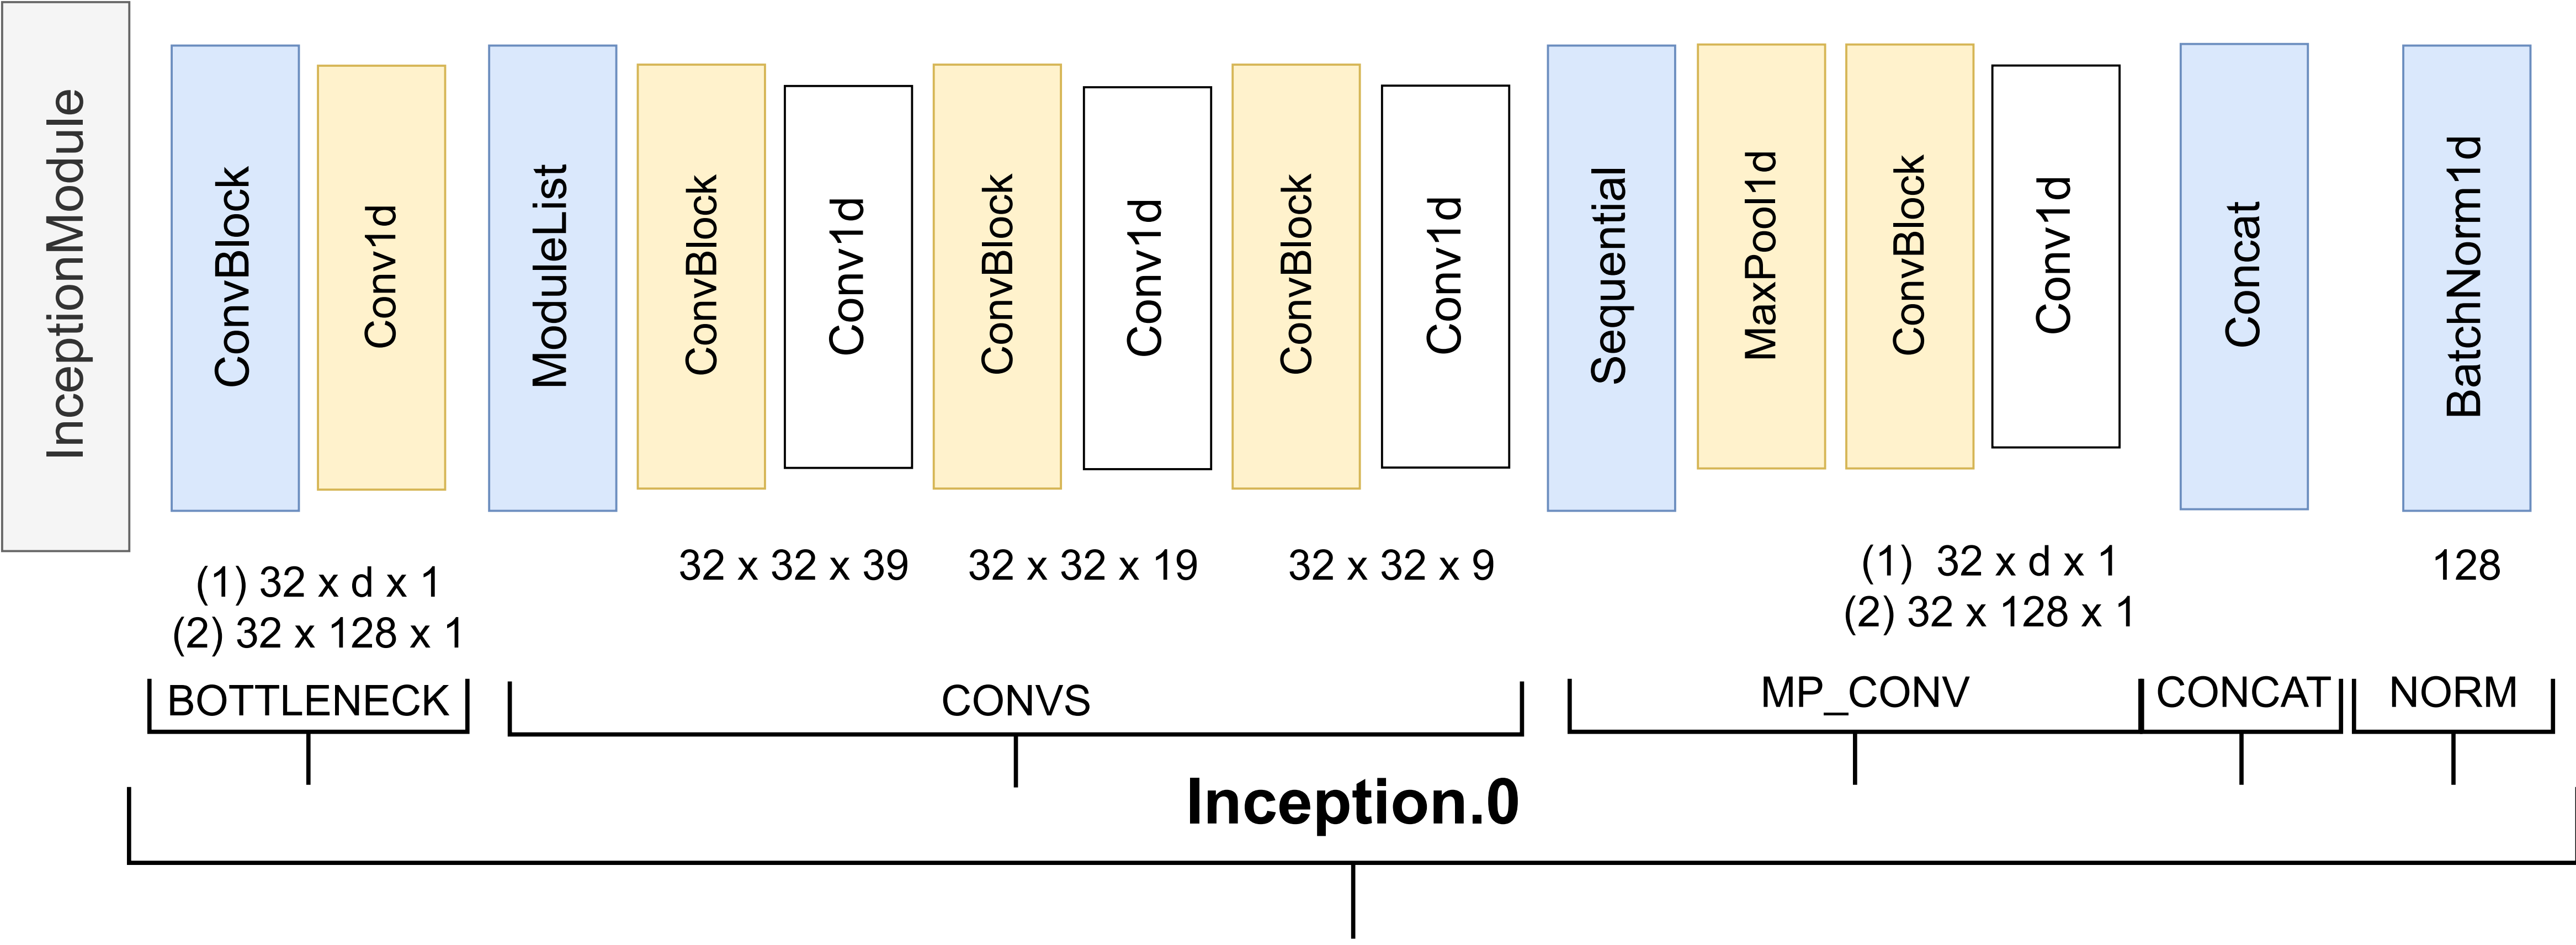 InceptionModule
ConvBlock
Conv1d
ModuleList
ConvBlock
Conv1d
ConvBlock
Conv1d
ConvBlock
Conv1d
Sequential
MaxPool1d
ConvBlock
Conv1d
Concat
BatchNorm1d
(1) 32 x d x 1
(2) 32 x 128 x 1
32 x 32 x 39
32 x 32 x 19
32 x 32 x 9
(1) 32 x d x 1
(2) 32 x 128 x 1
128
BOTTLENECK
CONVS
MP_CONV
CONCAT
NORM
Inception.0